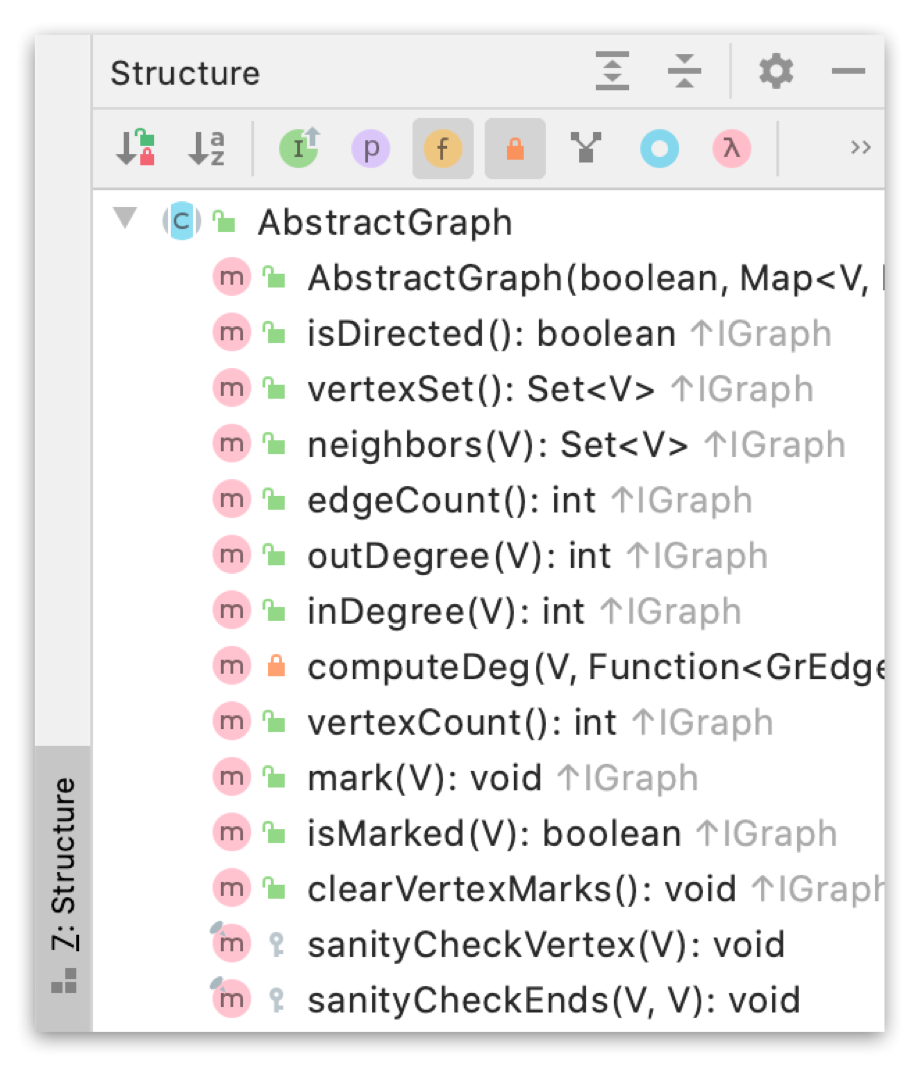 Structure
AbstractGraph
AbstractGraph(boolean, Map<V,
isDirected(): boolean ↑IGraph
vertexSet(): Set<V> ↑IGraph
neighbors(V): Set<V> ↑IGraph
edgeCount(): int ↑IGraph
outDegree(V): int ↑IGraph
inDegree(V): int ↑IGraph
computeDeg(V, Function<GrEdge
vertexCount(): int ↑IGraph
mark(V): void ↑IGraph
isMarked(V): boolean ↑IGraph
clearVertexMarks(): void ↑IGraph
sanityCheckVertex(V): void
sanityCheckEnds(V, V): void
7: Structure